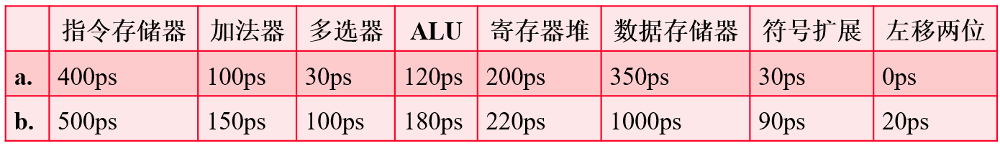 指令存储器 加法器 多选器 ALU 寄存器堆 数据存储器 符号扩展 左移两位
a. 400ps 100ps 30ps 120ps 200ps 350ps 30ps 0ps
b. 500ps 150ps 100ps 180ps 220ps 1000ps 90ps 20ps